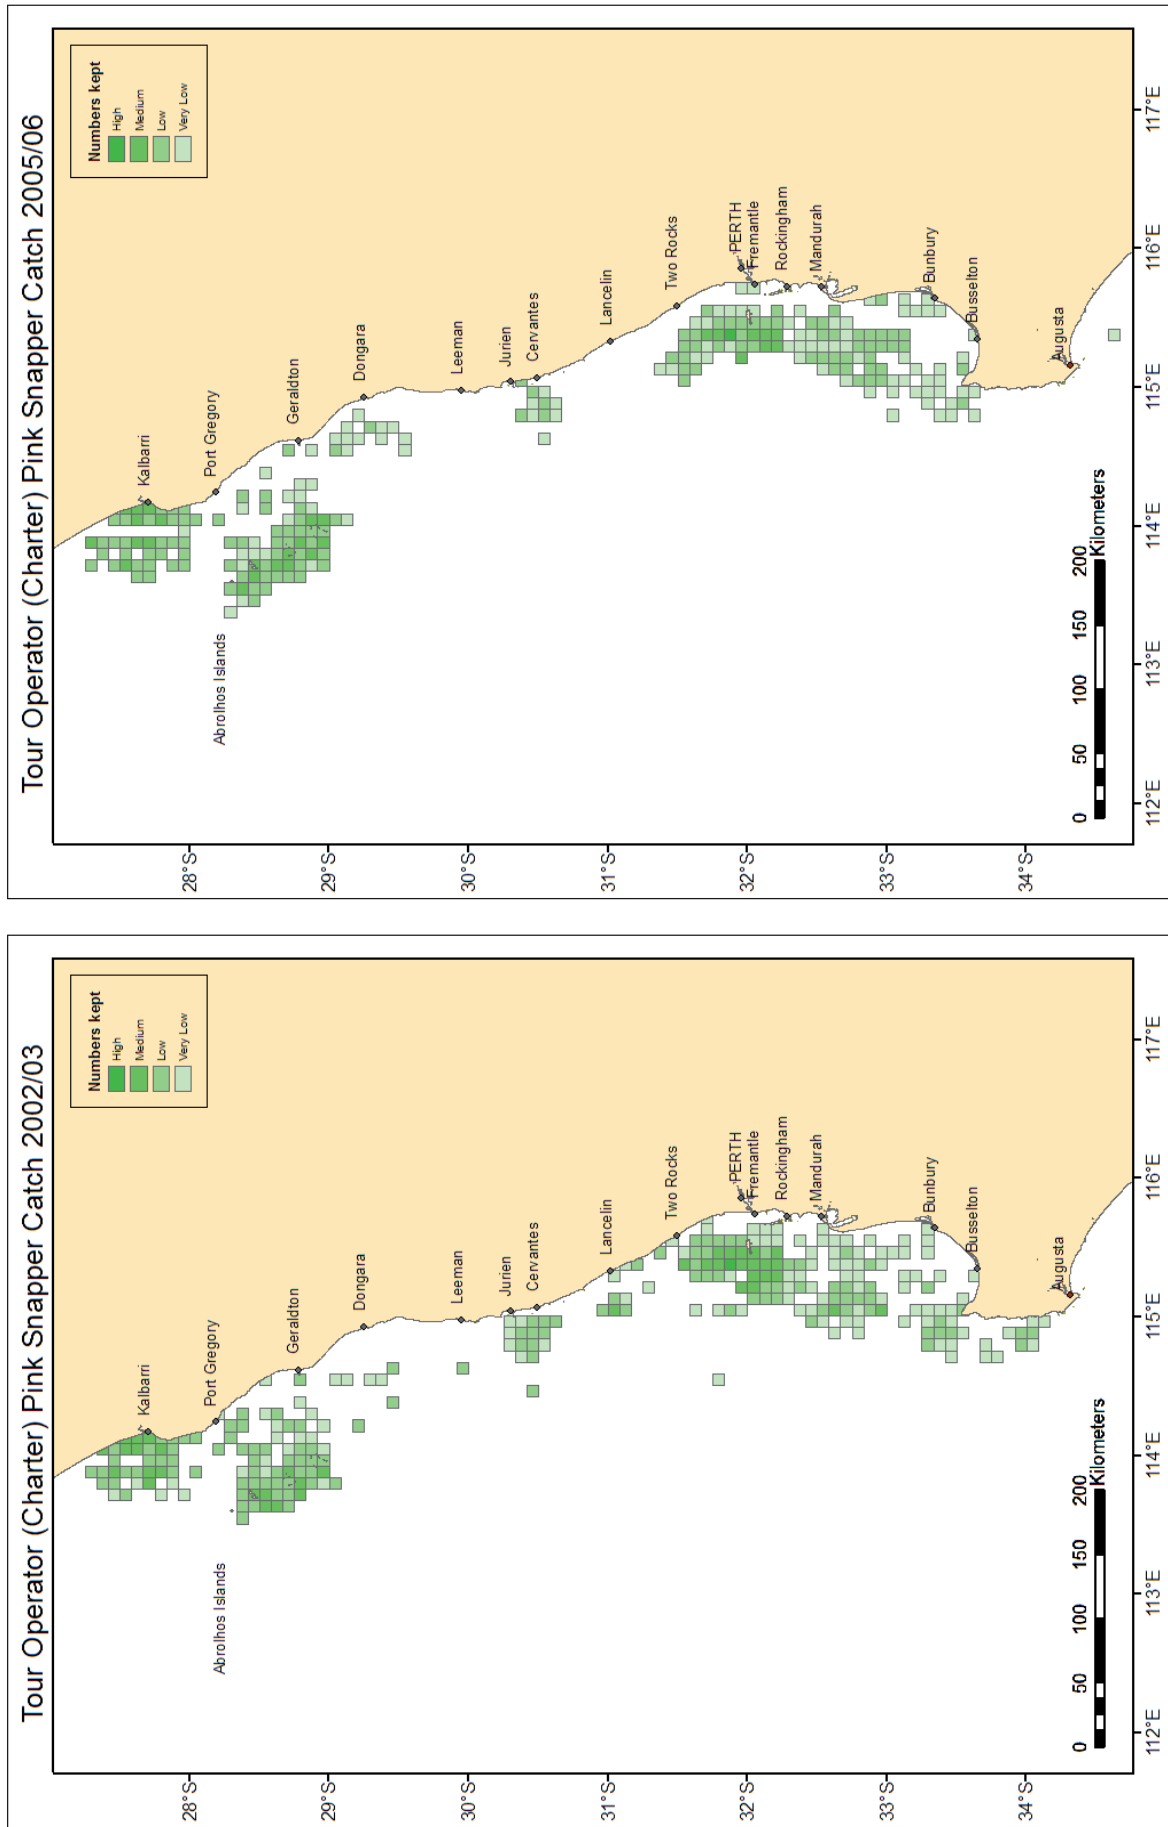 Tour Operator (Charter) Pink Snapper Catch 2002/03
Numbers kept
High
Medium
Low
Very Low
Kalbarri
Port Gregory
Abrolhos Islands
Geraldton
Dongara
Leeman
Jurien
Cervantes
Lancelin
Two Rocks
PERTH
Fremantle
Rockingham
Mandurah
Bunbury
Busselton
Augusta
0 50 100 150 200
Kilometers
28°S
29°S
30°S
31°S
32°S
33°S
34°S
112°E 113°E 114°E 115°E 116°E 117°E
Tour Operator (Charter) Pink Snapper Catch 2005/06
Numbers kept
High
Medium
Low
Very Low
Kalbarri
Port Gregory
Abrolhos Islands
Geraldton
Dongara
Leeman
Jurien
Cervantes
Lancelin
Two Rocks
PERTH
Fremantle
Rockingham
Mandurah
Bunbury
Busselton
Augusta
0 50 100 150 200
Kilometers
28°S
29°S
30°S
31°S
32°S
33°S
34°S
112°E 113°E 114°E 115°E 116°E 117°E